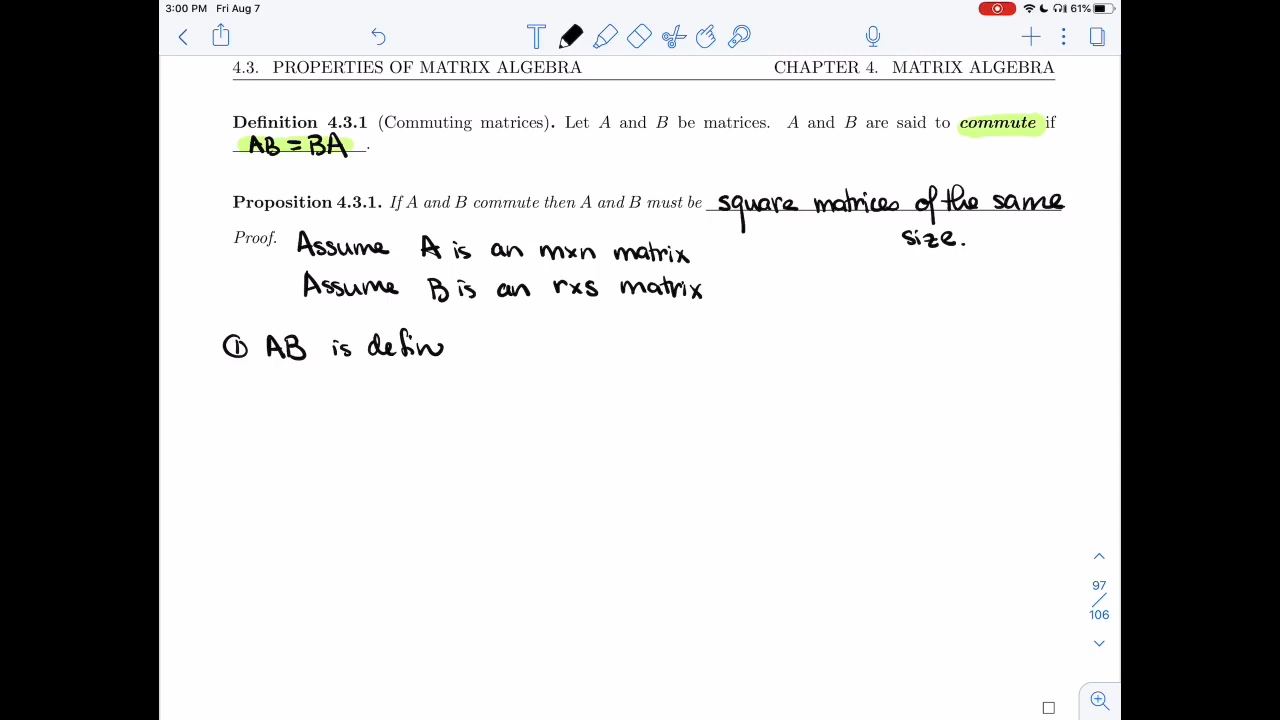 3:00 PM Fri Aug 7 61%
4.3. PROPERTIES OF MATRIX ALGEBRA CHAPTER 4. MATRIX ALGEBRA
Definition 4.3.1 (Commuting matrices). Let A and B be matrices. A and B are said to commute if
AB = BA.
Proposition 4.3.1. If A and B commute then A and B must be square matrices of the same
size.
Proof. Assume A is an m×n matrix
Assume B is an r×s matrix
① AB is defin
97
106